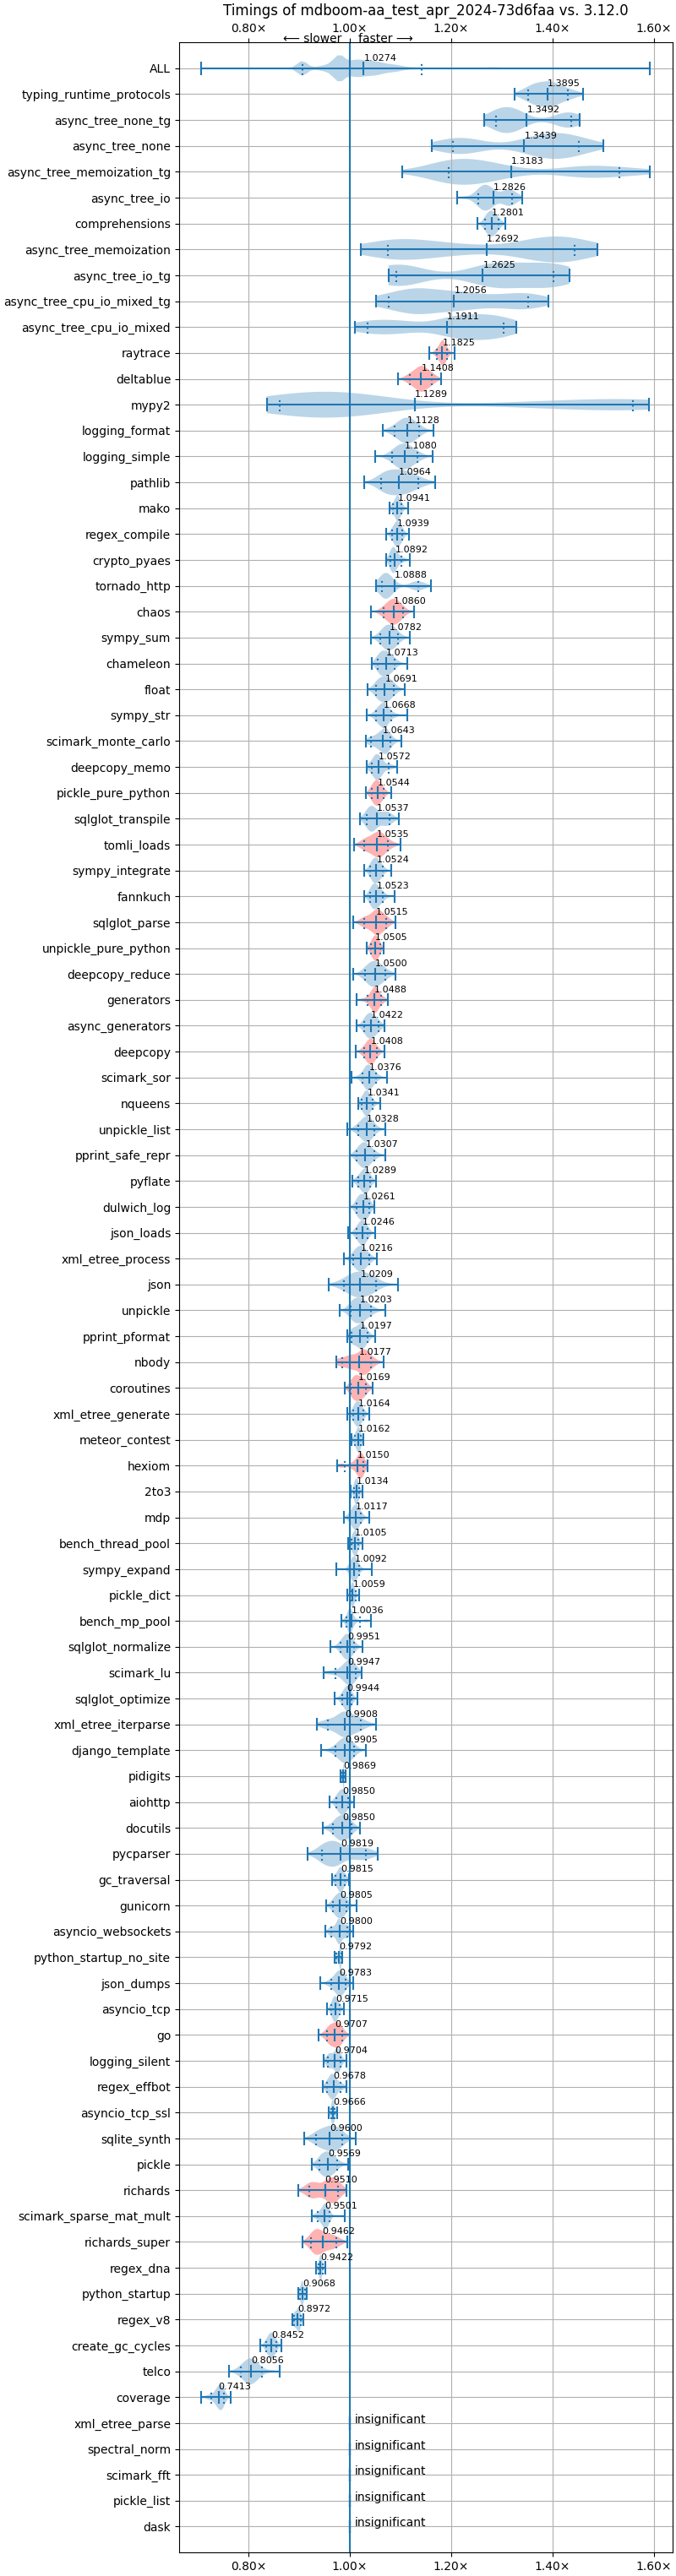 Timings of mdboom-aa_test_apr_2024-73d6faa vs. 3.12.0
0.80× 1.00× 1.20× 1.40× 1.60×
⟵ slower faster ⟶
ALL 1.0274
typing_runtime_protocols 1.3895
async_tree_none_tg 1.3492
async_tree_none 1.3439
async_tree_memoization_tg 1.3183
async_tree_io 1.2826
comprehensions 1.2801
async_tree_memoization 1.2692
async_tree_io_tg 1.2625
async_tree_cpu_io_mixed_tg 1.2056
async_tree_cpu_io_mixed 1.1911
raytrace 1.1825
deltablue 1.1408
mypy2 1.1289
logging_format 1.1128
logging_simple 1.1080
pathlib 1.0964
mako 1.0941
regex_compile 1.0939
crypto_pyaes 1.0892
tornado_http 1.0888
chaos 1.0860
sympy_sum 1.0782
chameleon 1.0713
float 1.0691
sympy_str 1.0668
scimark_monte_carlo 1.0643
deepcopy_memo 1.0572
pickle_pure_python 1.0544
sqlglot_transpile 1.0537
tomli_loads 1.0535
sympy_integrate 1.0524
fannkuch 1.0523
sqlglot_parse 1.0515
unpickle_pure_python 1.0505
deepcopy_reduce 1.0500
generators 1.0488
async_generators 1.0422
deepcopy 1.0408
scimark_sor 1.0376
nqueens 1.0341
unpickle_list 1.0328
pprint_safe_repr 1.0307
pyflate 1.0289
dulwich_log 1.0261
json_loads 1.0246
xml_etree_process 1.0216
json 1.0209
unpickle 1.0203
pprint_pformat 1.0197
nbody 1.0177
coroutines 1.0169
xml_etree_generate 1.0164
meteor_contest 1.0162
hexiom 1.0150
2to3 1.0134
mdp 1.0117
bench_thread_pool 1.0105
sympy_expand 1.0092
pickle_dict 1.0059
bench_mp_pool 1.0036
sqlglot_normalize 0.9951
scimark_lu 0.9947
sqlglot_optimize 0.9944
xml_etree_iterparse 0.9908
django_template 0.9905
pidigits 0.9869
aiohttp 0.9850
docutils 0.9850
pycparser 0.9819
gc_traversal 0.9815
gunicorn 0.9805
asyncio_websockets 0.9800
python_startup_no_site 0.9792
json_dumps 0.9783
asyncio_tcp 0.9715
go 0.9707
logging_silent 0.9704
regex_effbot 0.9678
asyncio_tcp_ssl 0.9666
sqlite_synth 0.9600
pickle 0.9569
richards 0.9510
scimark_sparse_mat_mult 0.9501
richards_super 0.9462
regex_dna 0.9422
python_startup 0.9068
regex_v8 0.8972
create_gc_cycles 0.8452
telco 0.8056
coverage 0.7413
xml_etree_parse insignificant
spectral_norm insignificant
scimark_fft insignificant
pickle_list insignificant
dask insignificant
0.80× 1.00× 1.20× 1.40× 1.60×